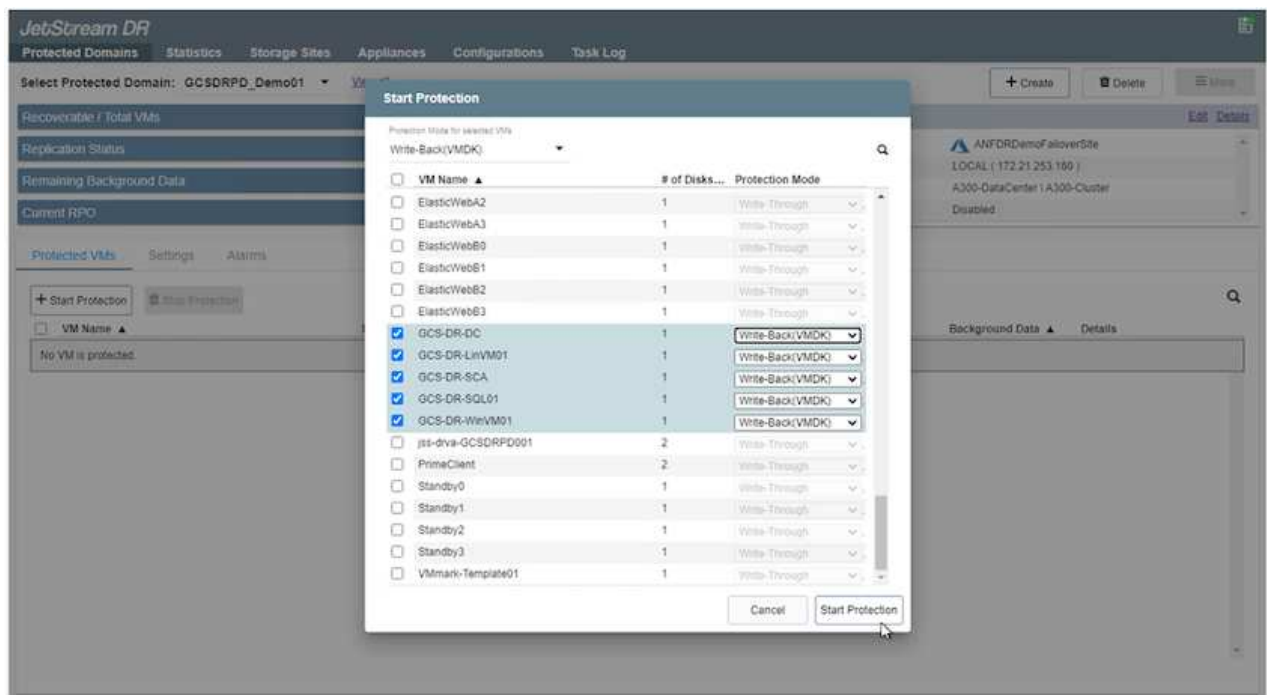 JetStream DR
Protected Domains Statistics Storage Sites Appliances Configurations Task Log
Select Protected Domain: GCSDRPD_Demo01 + Create Delete More
Recoverable / Total VMs Edit Details
Replication Status ANFDRDemoFailoverSite
Remaining Background Data LOCAL ( 172.21.253.160 )
A300-DataCenter \ A300-Cluster
Current RPO Disabled
Protected VMs Settings Alarms
+ Start Protection Stop Protection
VM Name ▲ Background Data ▲ Details
No VM is protected.
Start Protection
Protection Mode for selected VMs
Write-Back(VMDK)
VM Name ▲ # of Disks... Protection Mode
ElasticWebA2 1 Write-Through
ElasticWebA3 1 Write-Through
ElasticWebB0 1 Write-Through
ElasticWebB1 1 Write-Through
ElasticWebB2 1 Write-Through
ElasticWebB3 1 Write-Through
GCS-DR-DC 1 Write-Back(VMDK)
GCS-DR-LinVM01 1 Write-Back(VMDK)
GCS-DR-SCA 1 Write-Back(VMDK)
GCS-DR-SQL01 1 Write-Back(VMDK)
GCS-DR-WinVM01 1 Write-Back(VMDK)
jss-drva-GCSDRPD001 2 Write-Through
PrimeClient 2 Write-Through
Standby0 1 Write-Through
Standby1 1 Write-Through
Standby2 1 Write-Through
Standby3 1 Write-Through
VMmark-Template01 1 Write-Through
Cancel Start Protection